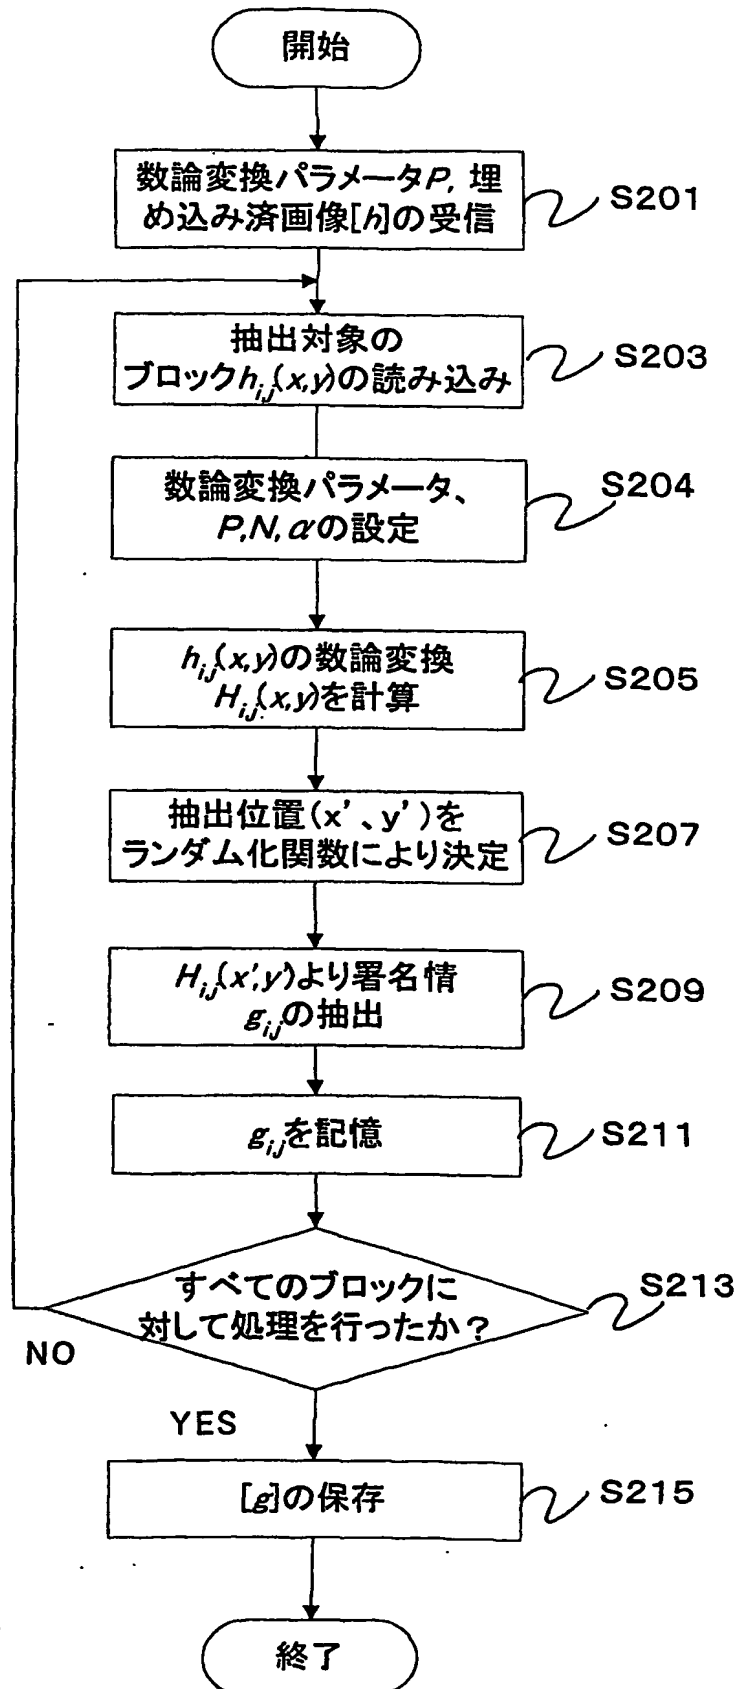 開始
数論変換パラメータP, 埋
め込み済画像[h]の受信
S201
抽出対象の
ブロックhi,j(x,y)の読み込み
S203
数論変換パラメータ、
P,N,αの設定
S204
hi,j(x,y)の数論変換
Hi,j(x,y)を計算
S205
抽出位置(x'、y')を
ランダム化関数により決定
S207
Hi,j(x',y')より署名情
gi,jの抽出
S209
gi,jを記憶
S211
すべてのブロックに
対して処理を行ったか？
S213
NO
YES
[g]の保存
S215
終了